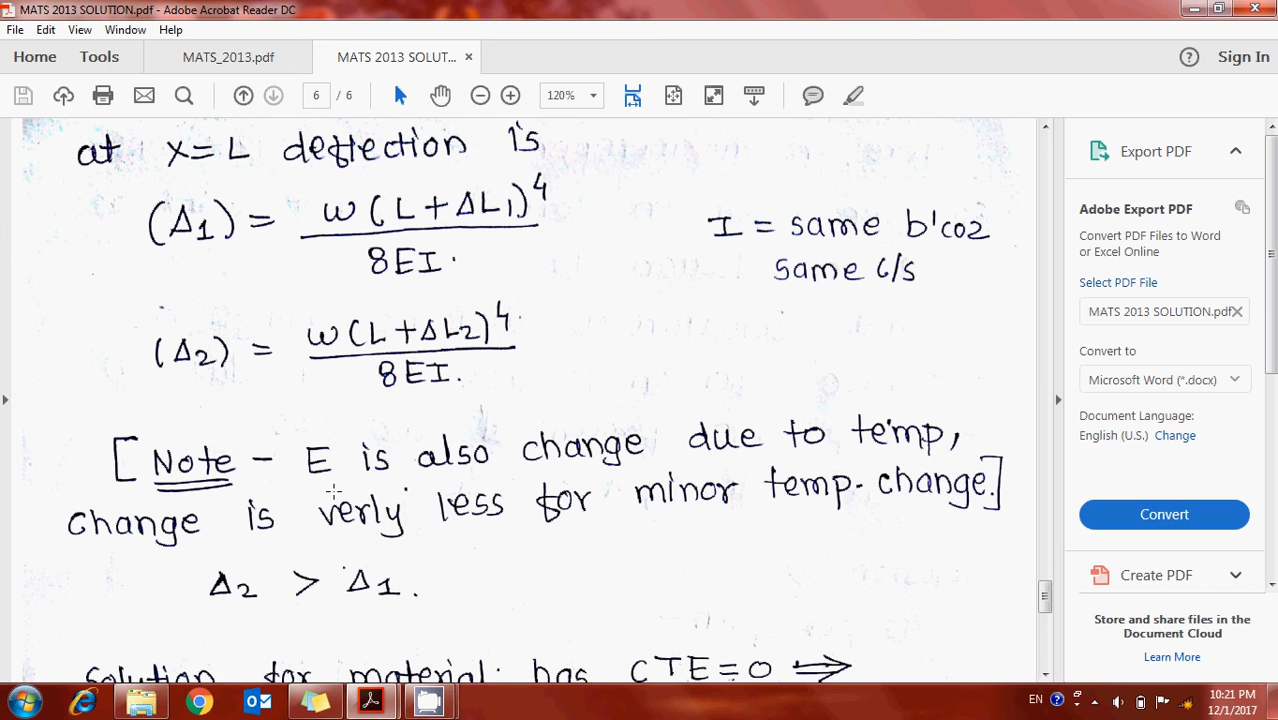 MATS 2013 SOLUTION.pdf - Adobe Acrobat Reader DC
File Edit View Window Help
Home Tools MATS_2013.pdf MATS 2013 SOLUT... × Sign In
6 / 6 120%
at x=L deflection is
(Δ1) = w(L+ΔL1)^4 / 8EI.
I = same b'coz
same c/s
(Δ2) = w(L+ΔL2)^4 / 8EI.
[Note - E is also change due to temp,
change is verly less for minor temp. change.]
Δ2 > Δ1.
solution for material has CTE=0 ⇒
Export PDF
Adobe Export PDF
Convert PDF Files to Word
or Excel Online
Select PDF File
MATS 2013 SOLUTION.pdf ×
Convert to
Microsoft Word (*.docx)
Document Language:
English (U.S.) Change
Convert
Create PDF
Store and share files in the
Document Cloud
Learn More
EN 10:21 PM
12/1/2017